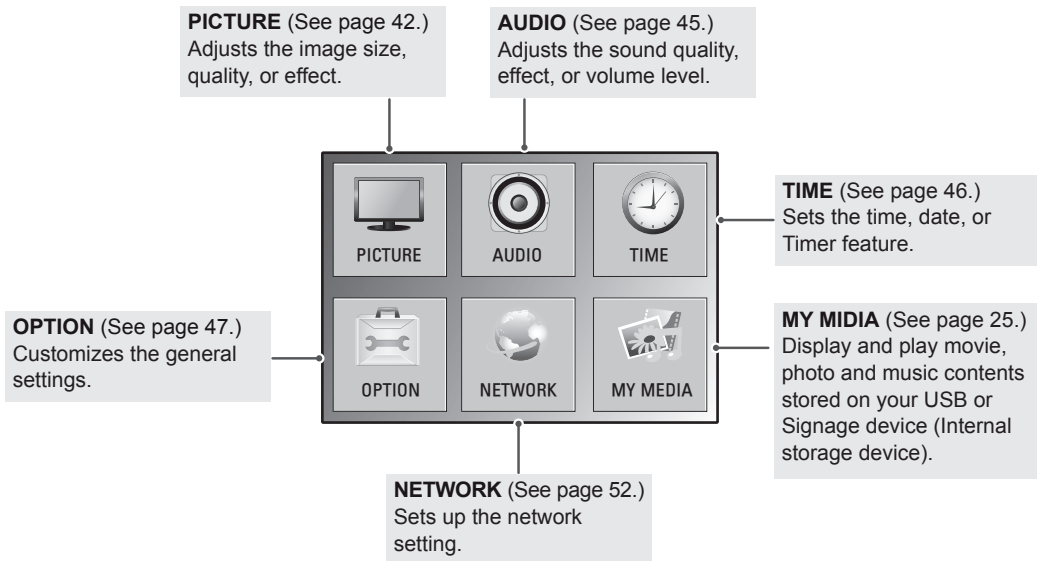 PICTURE (See page 42.)
Adjusts the image size,
quality, or effect.
AUDIO (See page 45.)
Adjusts the sound quality,
effect, or volume level.
PICTURE
AUDIO
TIME
TIME (See page 46.)
Sets the time, date, or
Timer feature.
OPTION (See page 47.)
Customizes the general
settings.
OPTION
NETWORK
MY MEDIA
MY MIDIA (See page 25.)
Display and play movie,
photo and music contents
stored on your USB or
Signage device (Internal
storage device).
NETWORK (See page 52.)
Sets up the network
setting.